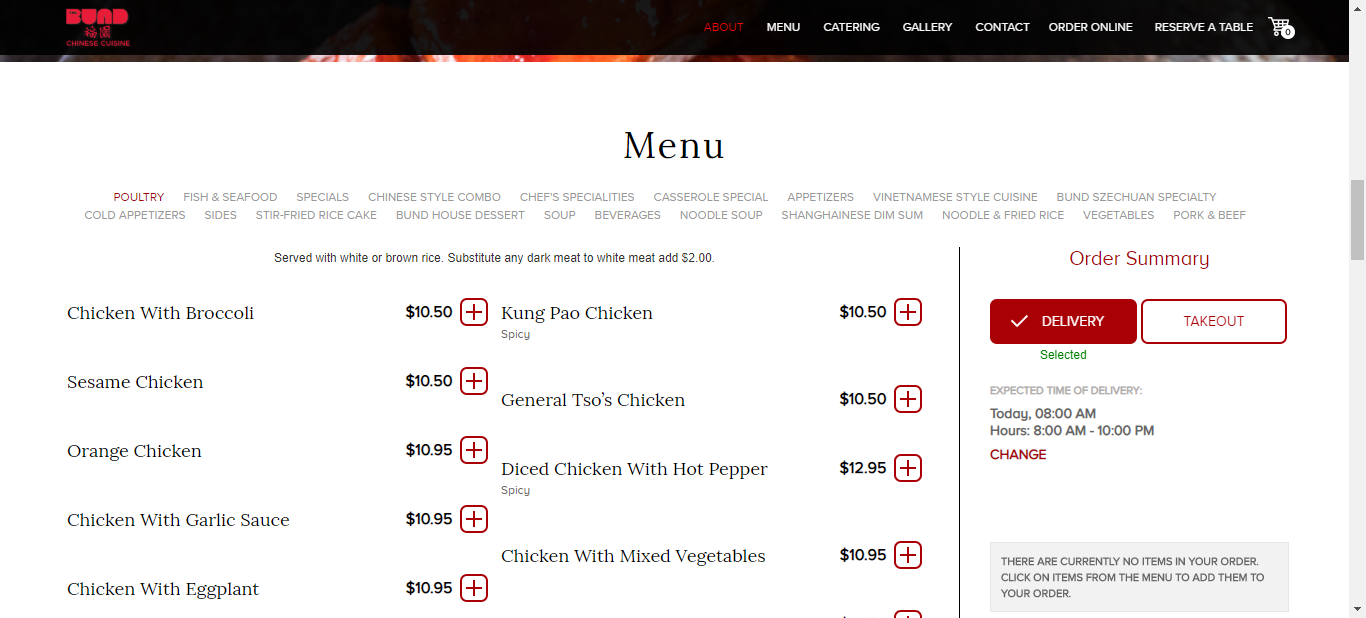 BUND
裕園
CHINESE CUISINE
ABOUT MENU CATERING GALLERY CONTACT ORDER ONLINE RESERVE A TABLE 0
Menu
POULTRY FISH & SEAFOOD SPECIALS CHINESE STYLE COMBO CHEF'S SPECIALITIES CASSEROLE SPECIAL APPETIZERS VINETNAMESE STYLE CUISINE BUND SZECHUAN SPECIALTY
COLD APPETIZERS SIDES STIR-FRIED RICE CAKE BUND HOUSE DESSERT SOUP BEVERAGES NOODLE SOUP SHANGHAINESE DIM SUM NOODLE & FRIED RICE VEGETABLES PORK & BEEF
Served with white or brown rice. Substitute any dark meat to white meat add $2.00.
Chicken With Broccoli $10.50
Sesame Chicken $10.50
Orange Chicken $10.95
Chicken With Garlic Sauce $10.95
Chicken With Eggplant $10.95
Kung Pao Chicken $10.50
Spicy
General Tso’s Chicken $10.50
Diced Chicken With Hot Pepper $12.95
Spicy
Chicken With Mixed Vegetables $10.95
Order Summary
DELIVERY TAKEOUT
Selected
EXPECTED TIME OF DELIVERY:
Today, 08:00 AM
Hours: 8:00 AM - 10:00 PM
CHANGE
THERE ARE CURRENTLY NO ITEMS IN YOUR ORDER.
CLICK ON ITEMS FROM THE MENU TO ADD THEM TO
YOUR ORDER.